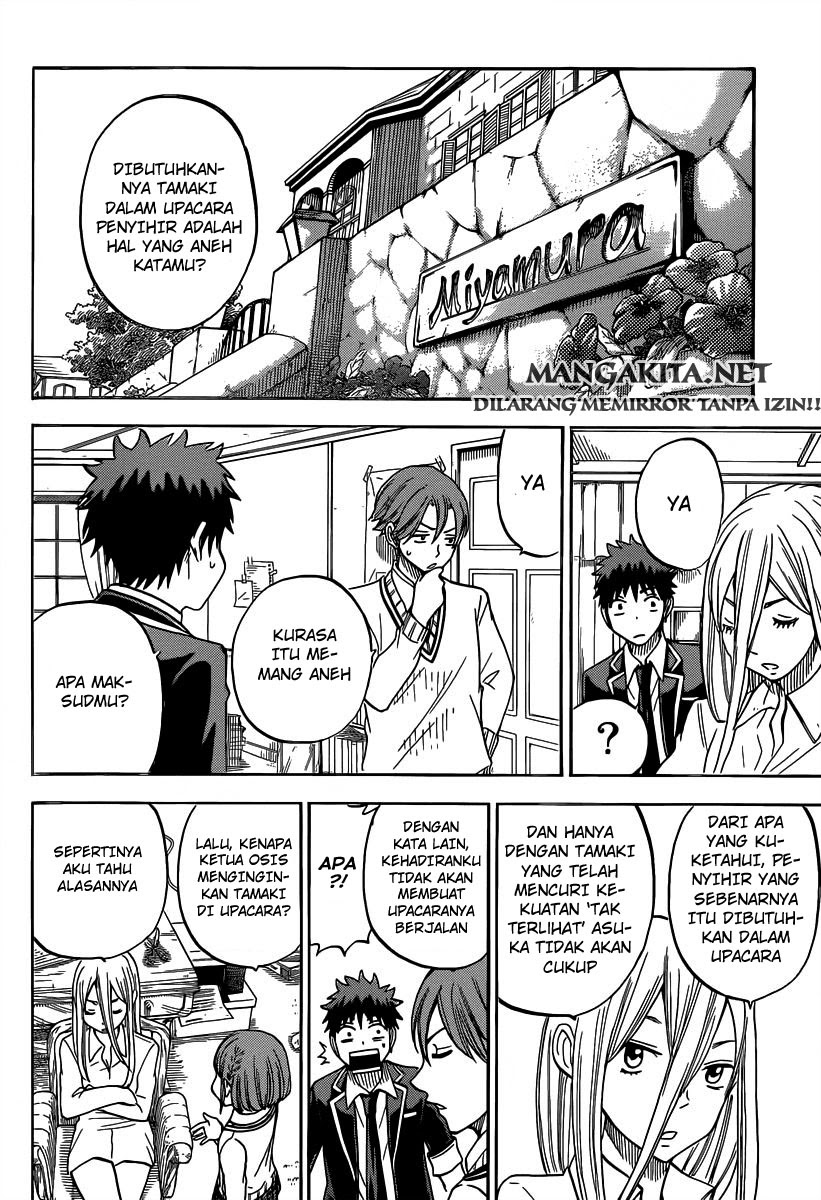 DIBUTUHKAN-
NYA TAMAKI
DALAM UPACARA
PENYIHIR ADALAH
HAL YANG ANEH
KATAMU?
Miyamura
MANGAKITA.NET
DILARANG MEMIRROR TANPA IZIN!!
YA
?
YA
KURASA
ITU ME-
MANG ANEH
APA MAK-
SUDMU?
DARI APA
YANG KU-
KETAHUI, PE-
NYIHIR YANG
SEBENARNYA
ITU DIBUTUH-
KAN DALAM
UPACARA
DAN HANYA
DENGAN TAMAKI
YANG TELAH
MENCURI KE-
KUATAN 'TAK
TERLIHAT' ASU-
KA TIDAK AKAN
CUKUP
DENGAN
KATA LAIN,
KEHADIRANKU
TIDAK AKAN
MEMBUAT
UPACARANYA
BERJALAN
APA
?!
LALU, KENAPA
KETUA OSIS
MENGINGIN-
KAN TAMAKI
DI UPACARA?
SEPERTINYA
AKU TAHU
ALASANNYA